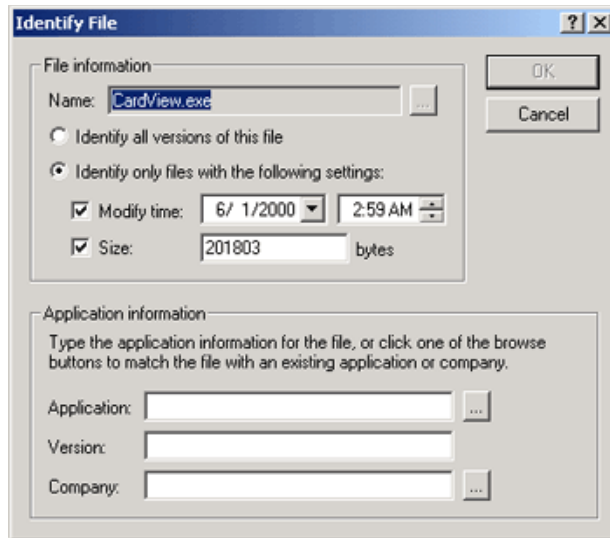 Identify File
File information
OK
Name: CardView.exe ...
Cancel
Identify all versions of this file
Identify only files with the following settings:
Modify time: 6/ 1/2000 2:59 AM
Size: 201803 bytes
Application information
Type the application information for the file, or click one of the browse
buttons to match the file with an existing application or company.
Application: ...
Version:
Company: ...